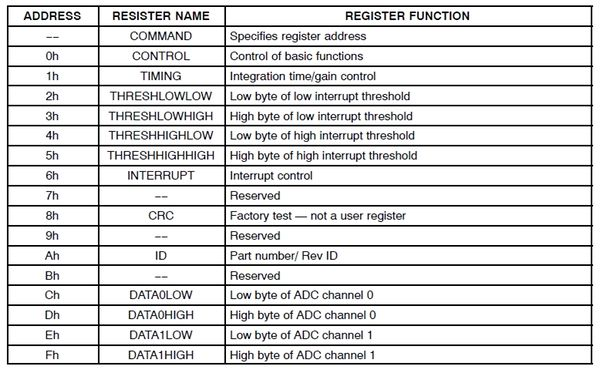 ADDRESS RESISTER NAME REGISTER FUNCTION
−− COMMAND Specifies register address
0h CONTROL Control of basic functions
1h TIMING Integration time/gain control
2h THRESHLOWLOW Low byte of low interrupt threshold
3h THRESHLOWHIGH High byte of low interrupt threshold
4h THRESHHIGHLOW Low byte of high interrupt threshold
5h THRESHHIGHHIGH High byte of high interrupt threshold
6h INTERRUPT Interrupt control
7h −− Reserved
8h CRC Factory test — not a user register
9h −− Reserved
Ah ID Part number/ Rev ID
Bh −− Reserved
Ch DATA0LOW Low byte of ADC channel 0
Dh DATA0HIGH High byte of ADC channel 0
Eh DATA1LOW Low byte of ADC channel 1
Fh DATA1HIGH High byte of ADC channel 1